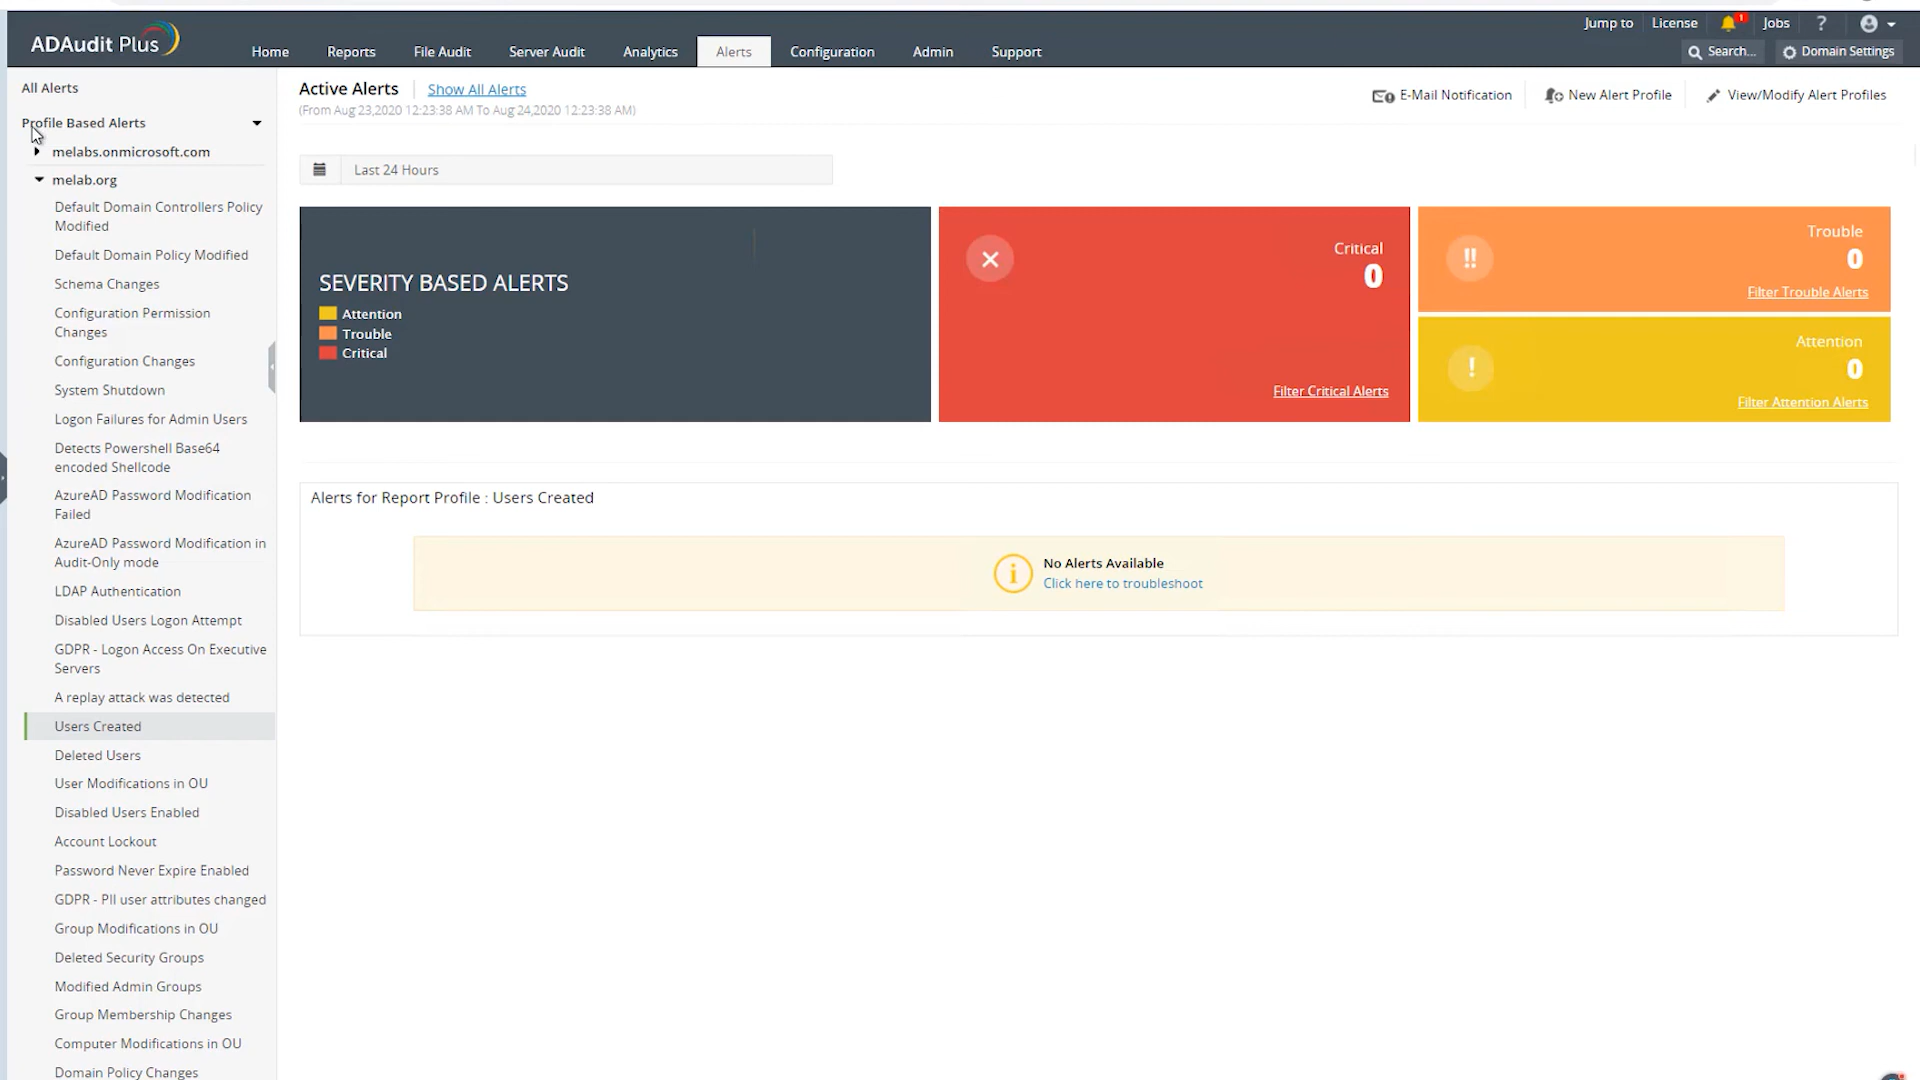 ADAudit Plus
Jump to
License
1
Jobs
?
Home
Reports
File Audit
Server Audit
Analytics
Alerts
Configuration
Admin
Support
Search...
Domain Settings
All Alerts
Profile Based Alerts
melabs.onmicrosoft.com
melab.org
Default Domain Controllers Policy
Modified
Default Domain Policy Modified
Schema Changes
Configuration Permission
Changes
Configuration Changes
System Shutdown
Logon Failures for Admin Users
Detects Powershell Base64
encoded Shellcode
AzureAD Password Modification
Failed
AzureAD Password Modification in
Audit-Only mode
LDAP Authentication
Disabled Users Logon Attempt
GDPR - Logon Access On Executive
Servers
A replay attack was detected
Users Created
Deleted Users
User Modifications in OU
Disabled Users Enabled
Account Lockout
Password Never Expire Enabled
GDPR - PII user attributes changed
Group Modifications in OU
Deleted Security Groups
Modified Admin Groups
Group Membership Changes
Computer Modifications in OU
Domain Policy Changes
Active Alerts
Show All Alerts
(From Aug 23,2020 12:23:38 AM To Aug 24,2020 12:23:38 AM)
E-Mail Notification
New Alert Profile
View/Modify Alert Profiles
Last 24 Hours
SEVERITY BASED ALERTS
Attention
Trouble
Critical
Critical
0
Filter Critical Alerts
!!
Trouble
0
Filter Trouble Alerts
!
Attention
0
Filter Attention Alerts
Alerts for Report Profile : Users Created
No Alerts Available
Click here to troubleshoot